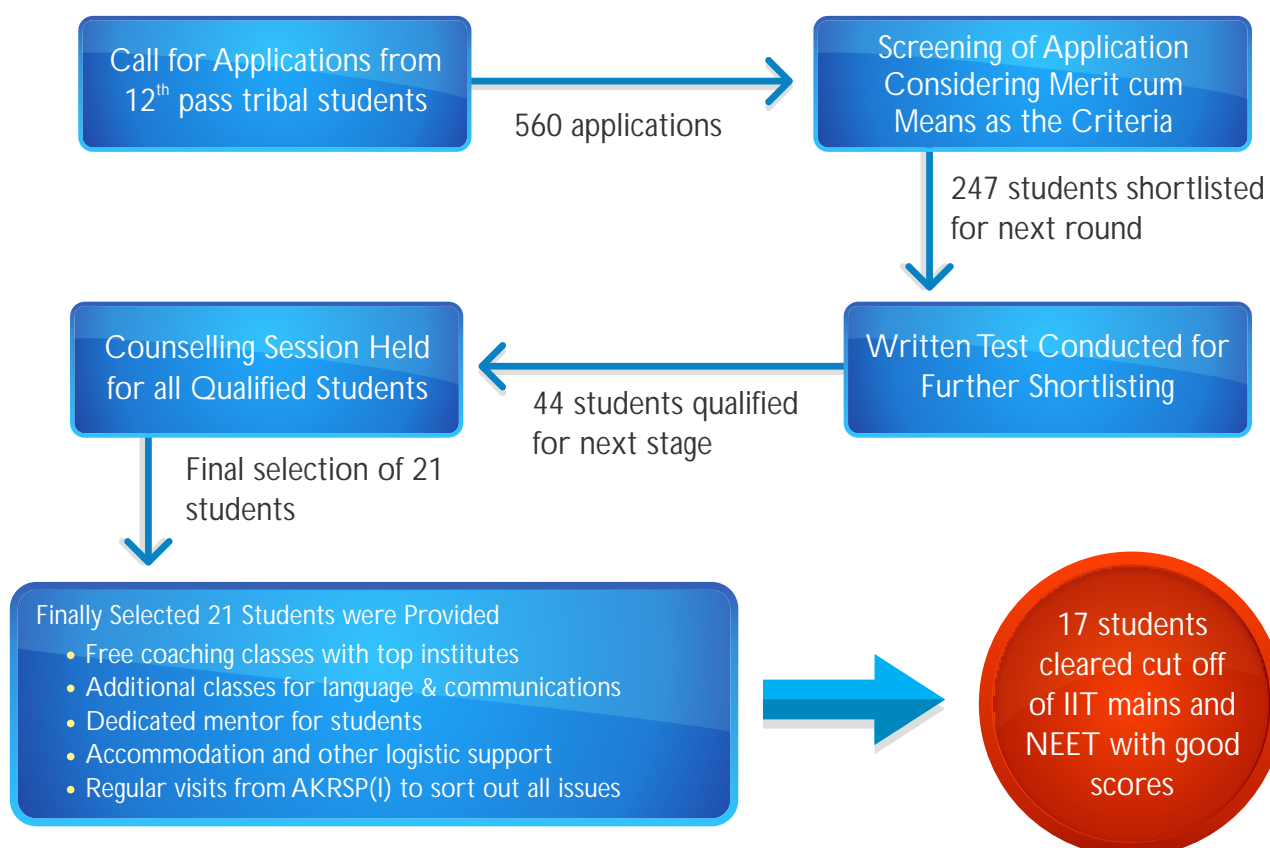 Call for Applications from
12th pass tribal students
560 applications
Screening of Application
Considering Merit cum
Means as the Criteria
247 students shortlisted
for next round
Written Test Conducted for
Further Shortlisting
44 students qualified
for next stage
Counselling Session Held
for all Qualified Students
Final selection of 21
students
Finally Selected 21 Students were Provided
• Free coaching classes with top institutes
• Additional classes for language & communications
• Dedicated mentor for students
• Accommodation and other logistic support
• Regular visits from AKRSP(I) to sort out all issues
17 students
cleared cut off
of IIT mains and
NEET with good
scores